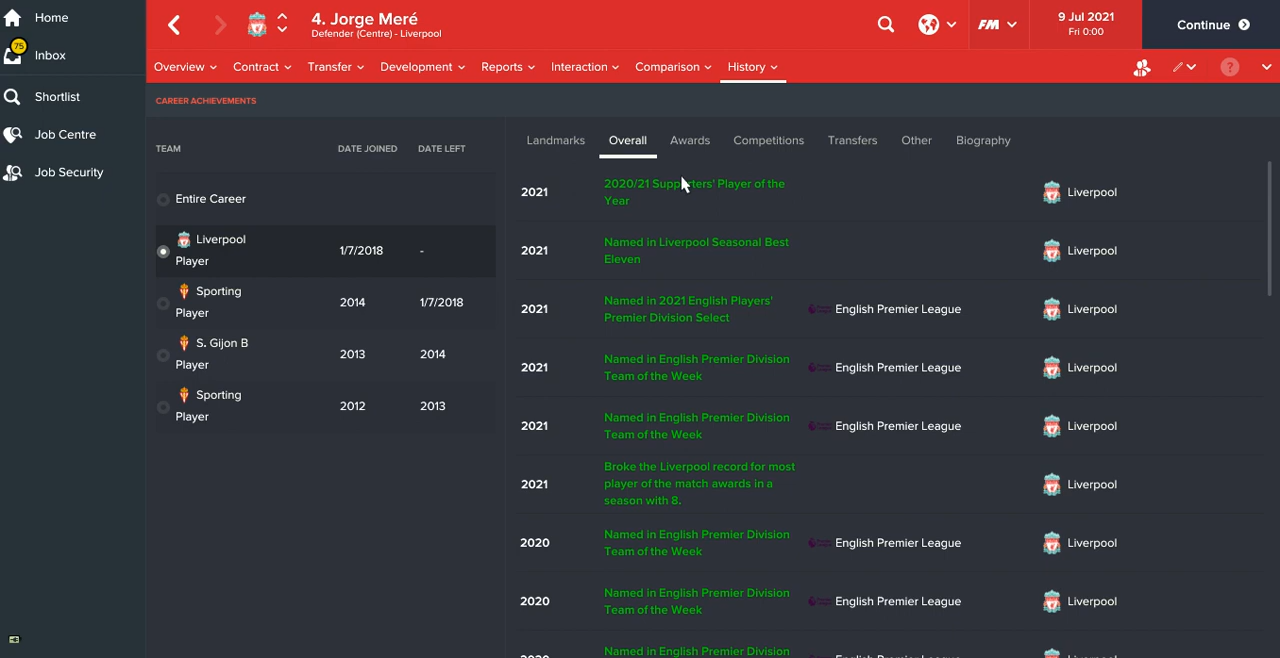 Home
75
Inbox
Shortlist
Job Centre
Job Security
4. Jorge Meré
Defender (Centre) - Liverpool
FM
9 Jul 2021
Fri 0:00
Continue
Overview
Contract
Transfer
Development
Reports
Interaction
Comparison
History
?
CAREER ACHIEVEMENTS
TEAM DATE JOINED DATE LEFT
Entire Career
Liverpool
Player
1/7/2018 -
Sporting
Player
2014 1/7/2018
S. Gijon B
Player
2013 2014
Sporting
Player
2012 2013
Landmarks Overall Awards Competitions Transfers Other Biography
2021
2020/21 Supporters' Player of the
Year
Liverpool
2021
Named in Liverpool Seasonal Best
Eleven
Liverpool
2021
Named in 2021 English Players'
Premier Division Select
English Premier League
Liverpool
2021
Named in English Premier Division
Team of the Week
English Premier League
Liverpool
2021
Named in English Premier Division
Team of the Week
English Premier League
Liverpool
2021
Broke the Liverpool record for most
player of the match awards in a
season with 8.
Liverpool
2020
Named in English Premier Division
Team of the Week
English Premier League
Liverpool
2020
Named in English Premier Division
Team of the Week
English Premier League
Liverpool
2020
Named in English Premier Division